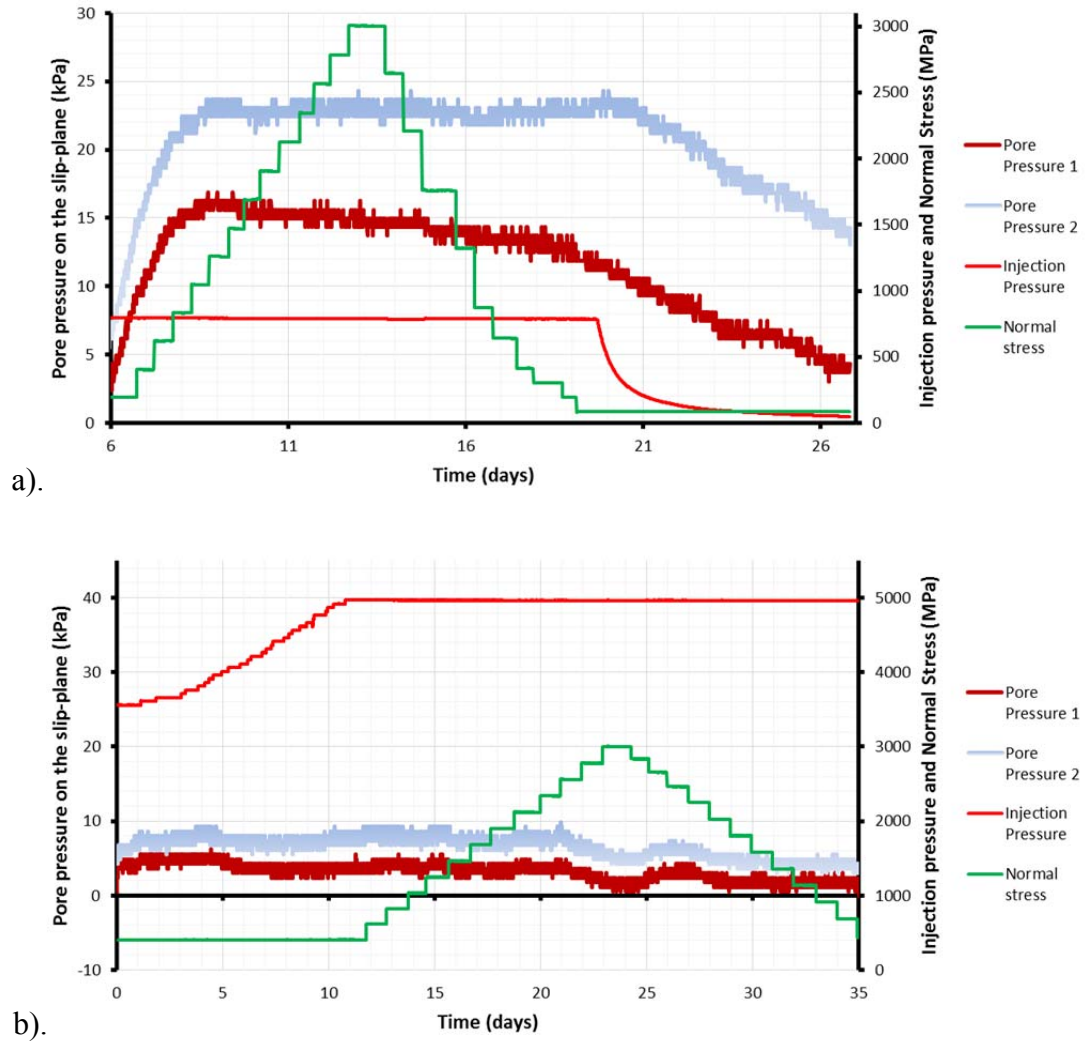 30
25
20
15
10
5
0
Pore pressure on the slip-plane (kPa)
3000
2500
2000
1500
1000
500
0
Injection pressure and Normal Stress (MPa)
6
11
16
21
26
Time (days)
Pore
Pressure 1
Pore
Pressure 2
Injection
Pressure
Normal
stress
a).
40
30
20
10
0
-10
Pore pressure on the slip-plane (kPa)
5000
4000
3000
2000
1000
0
Injection pressure and Normal Stress (MPa)
0
5
10
15
20
25
30
35
Time (days)
Pore
Pressure 1
Pore
Pressure 2
Injection
Pressure
Normal
stress
b).